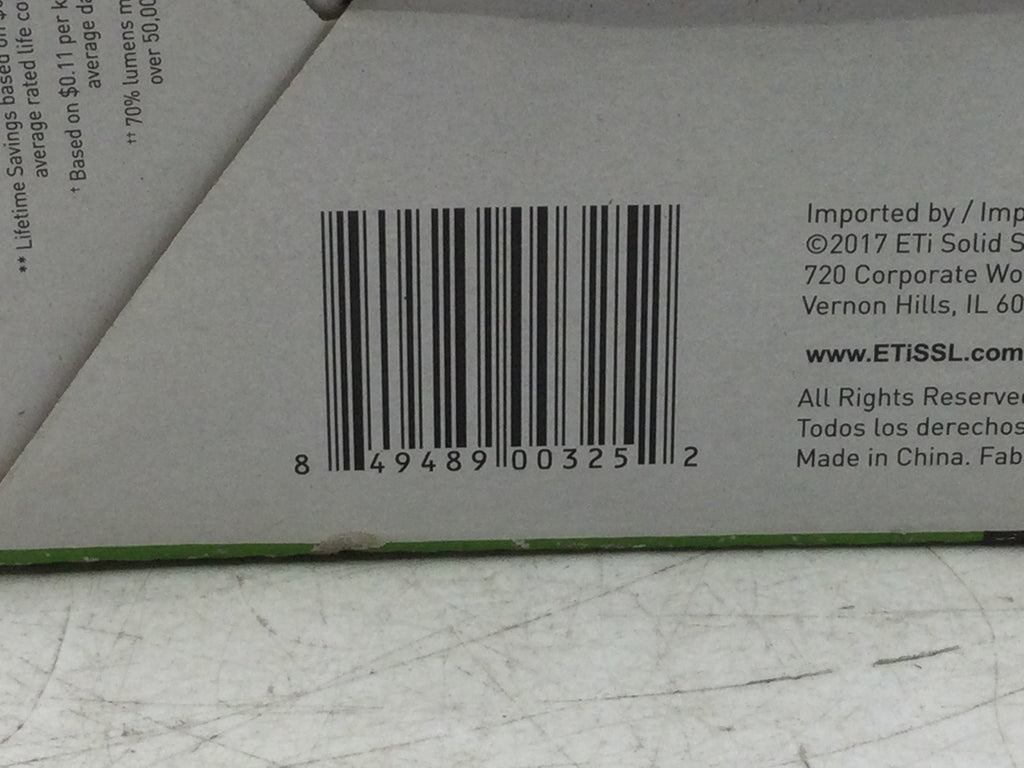 ** Lifetime Savings based on
average rated life
† Based on $0.11 per
average
†† 70% lumens
over 50,00
8 49489 00325 2
Imported by / Imp
©2017 ETi Solid S
720 Corporate Wo
Vernon Hills, IL 60
www.ETiSSL.com
All Rights Reserve
Todos los derechos
Made in China. Fab